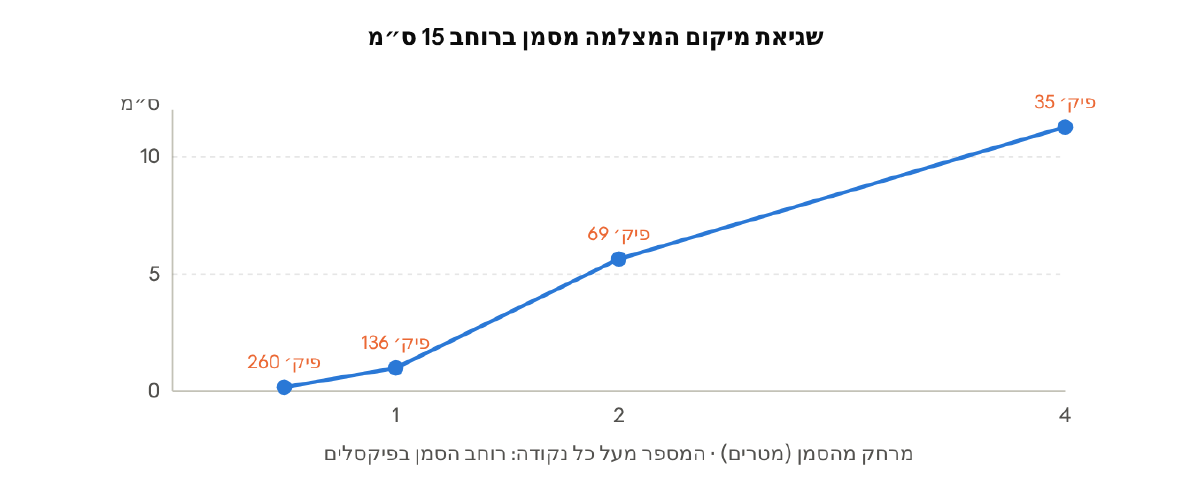 שגיאת מיקום המצלמה מסמן ברוחב 15 ס״מ
ס״מ
35 פיק׳
10
69 פיק׳
5
136 פיק׳
260 פיק׳
0
1
2
4
מרחק מהסמן (מטרים) · המספר מעל כל נקודה: רוחב הסמן בפיקסלים